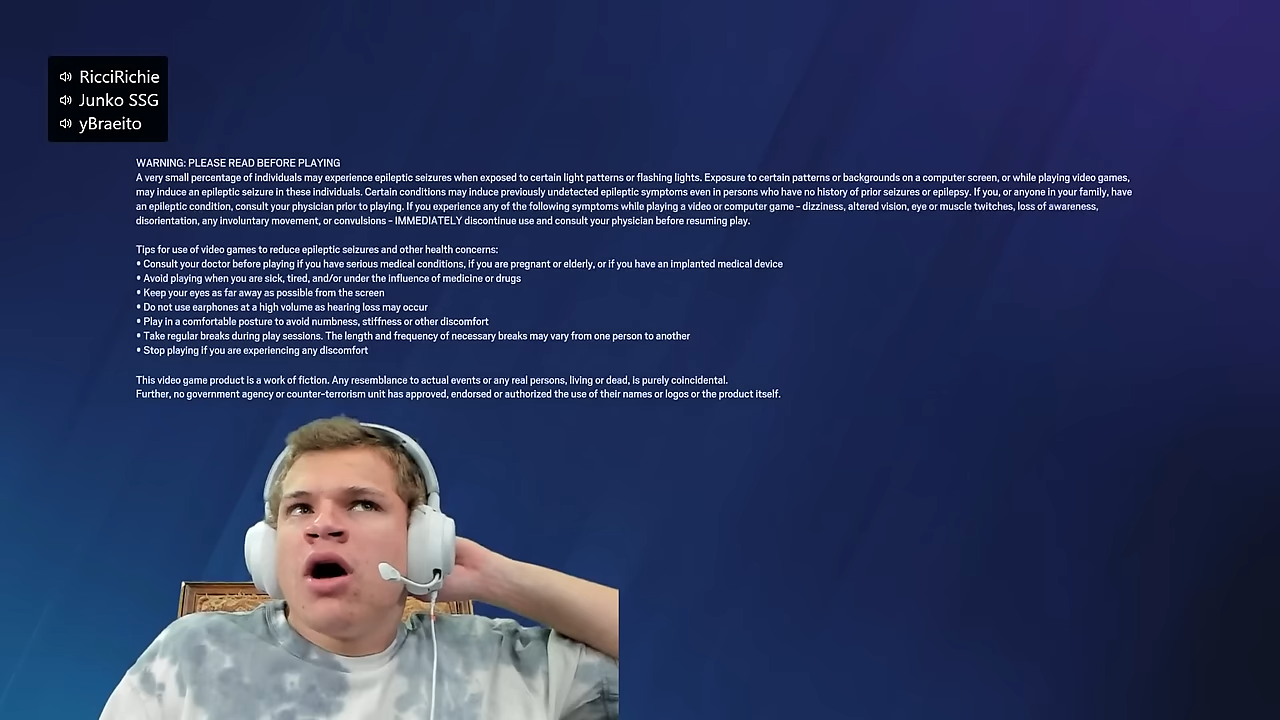 RicciRichie
Junko SSG
yBraeito
WARNING: PLEASE READ BEFORE PLAYING
A very small percentage of individuals may experience epileptic seizures when exposed to certain light patterns or flashing lights. Exposure to certain patterns or backgrounds on a computer screen, or while playing video games,
may induce an epileptic seizure in these individuals. Certain conditions may induce previously undetected epileptic symptoms even in persons who have no history of prior seizures or epilepsy. If you, or anyone in your family, have
an epileptic condition, consult your physician prior to playing. If you experience any of the following symptoms while playing a video or computer game - dizziness, altered vision, eye or muscle twitches, loss of awareness,
disorientation, any involuntary movement, or convulsions - IMMEDIATELY discontinue use and consult your physician before resuming play.
Tips for use of video games to reduce epileptic seizures and other health concerns:
• Consult your doctor before playing if you have serious medical conditions, if you are pregnant or elderly, or if you have an implanted medical device
• Avoid playing when you are sick, tired, and/or under the influence of medicine or drugs
• Keep your eyes as far away as possible from the screen
• Do not use earphones at a high volume as hearing loss may occur
• Play in a comfortable posture to avoid numbness, stiffness or other discomfort
• Take regular breaks during play sessions. The length and frequency of necessary breaks may vary from one person to another
• Stop playing if you are experiencing any discomfort
This video game product is a work of fiction. Any resemblance to actual events or any real persons, living or dead, is purely coincidental.
Further, no government agency or counter-terrorism unit has approved, endorsed or authorized the use of their names or logos or the product itself.